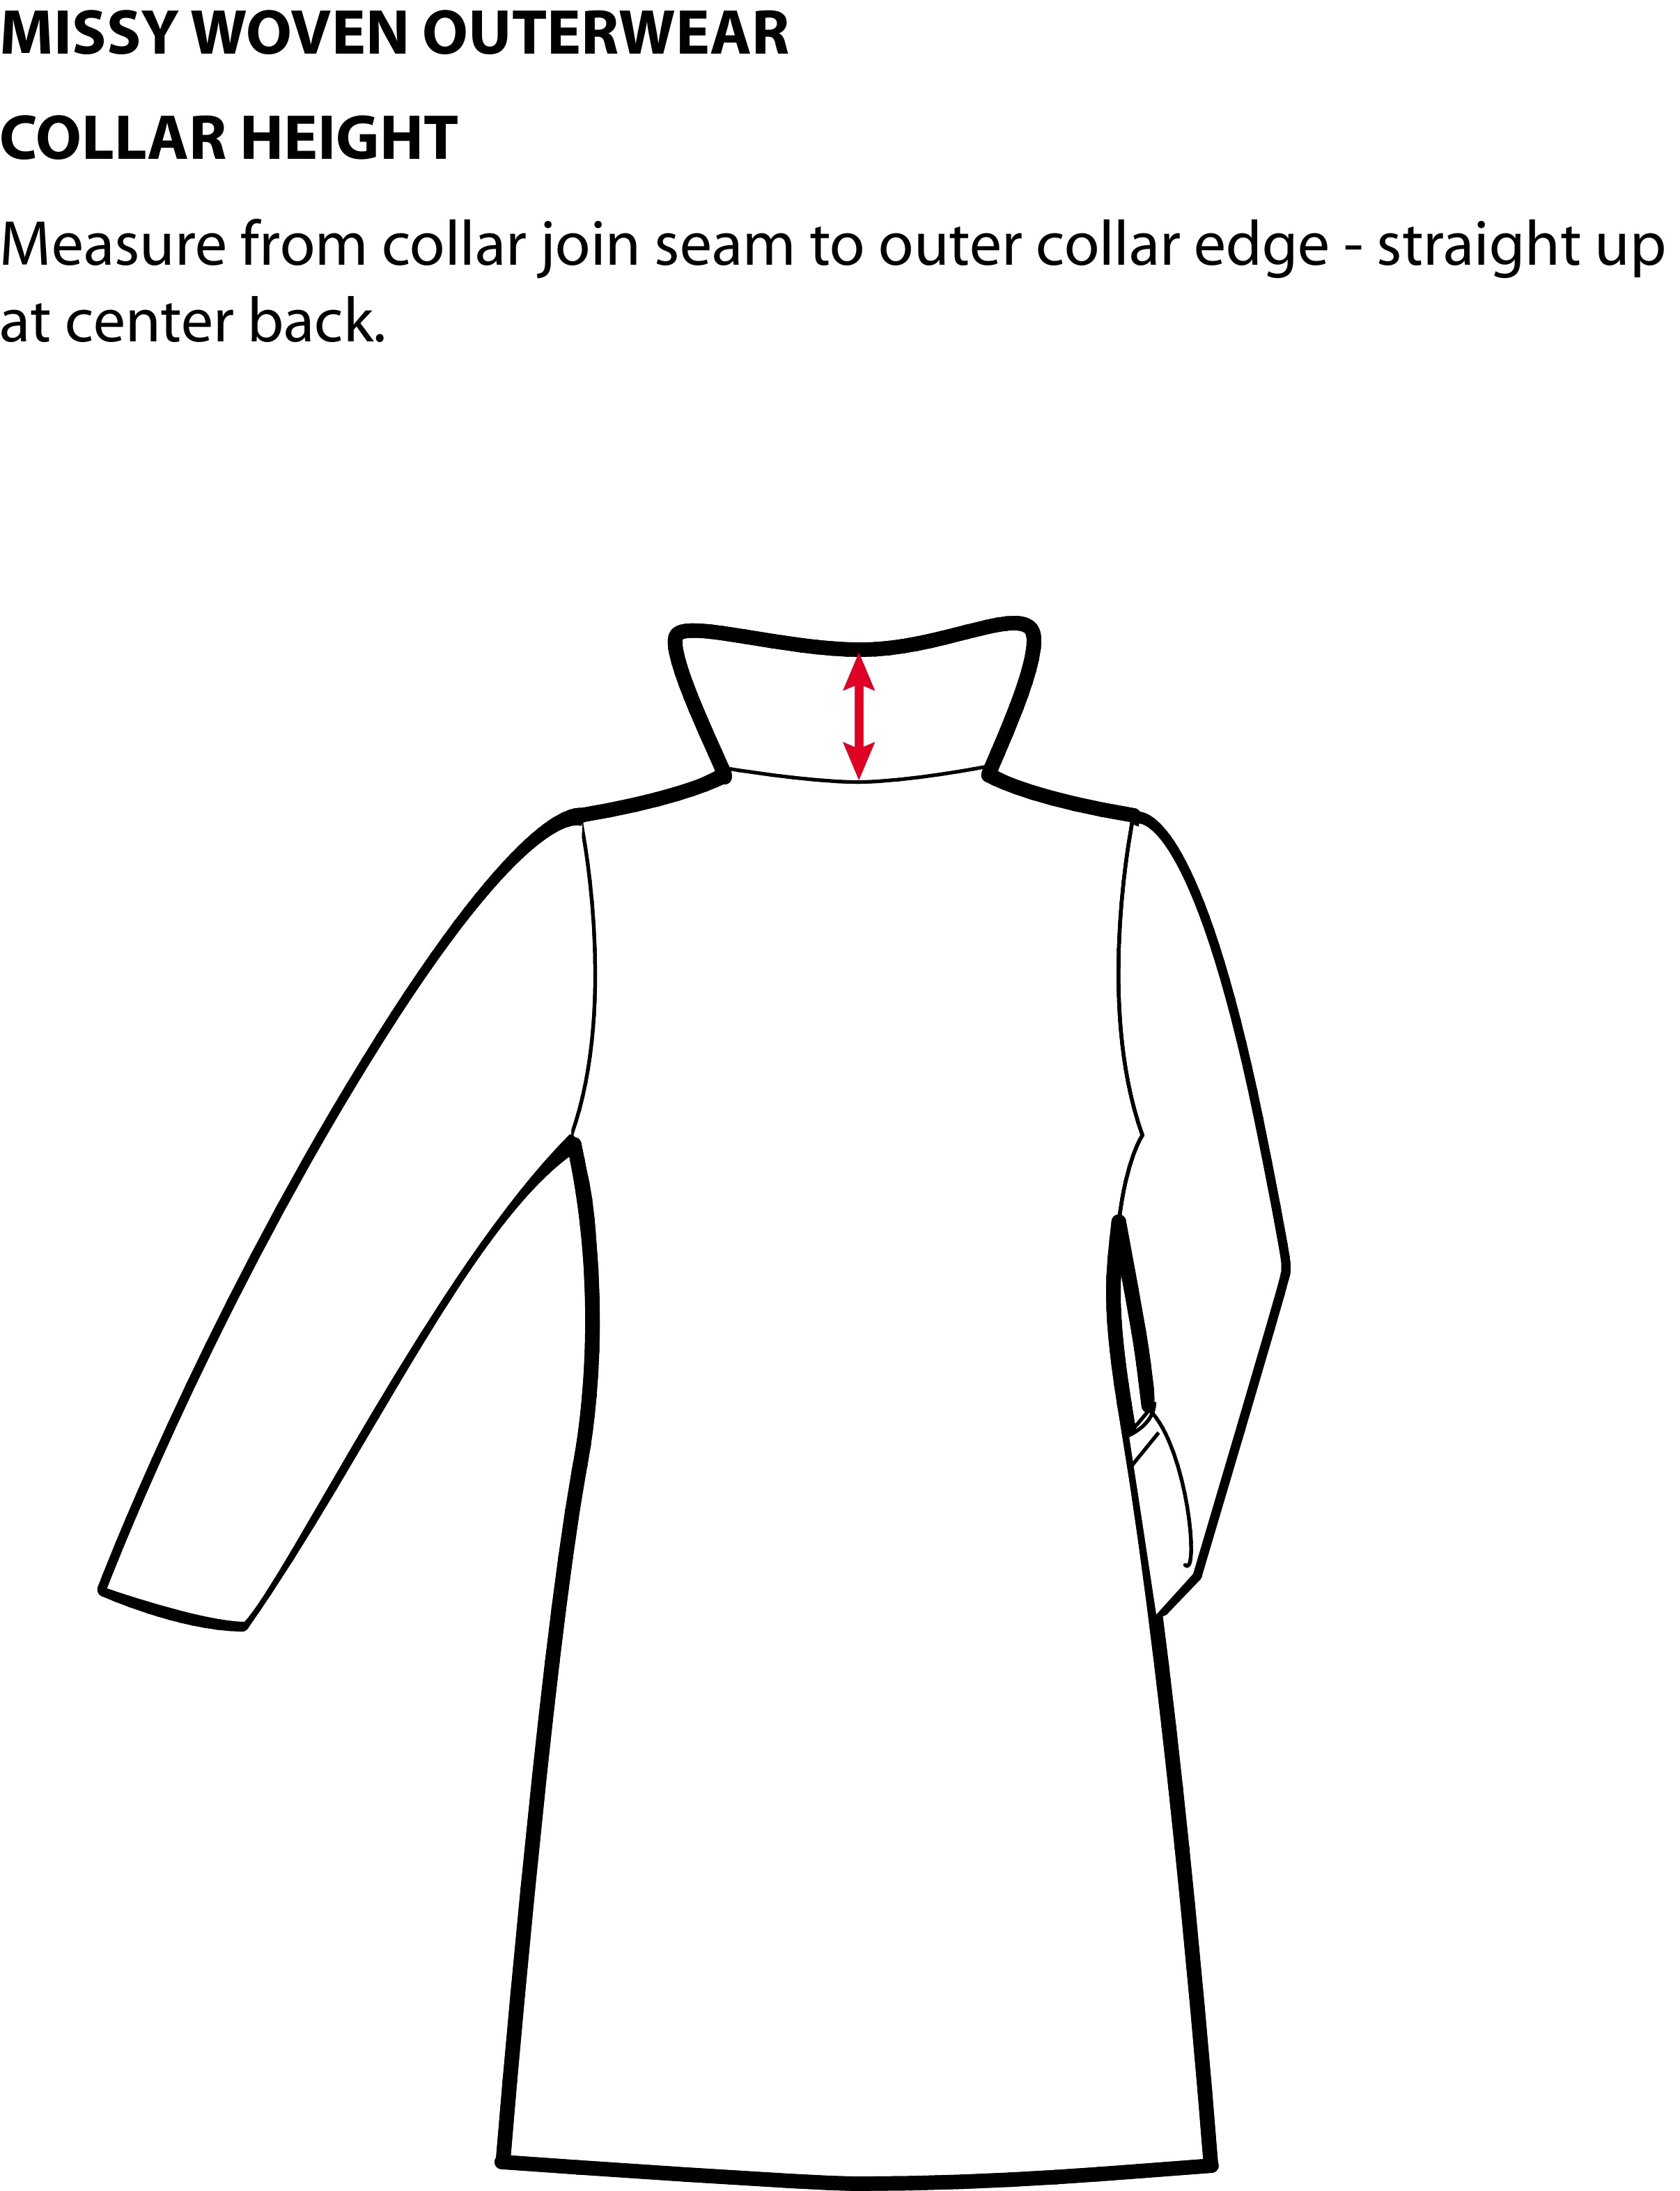 MISSY WOVEN OUTERWEAR
COLLAR HEIGHT
Measure from collar join seam to outer collar edge - straight up
at center back.